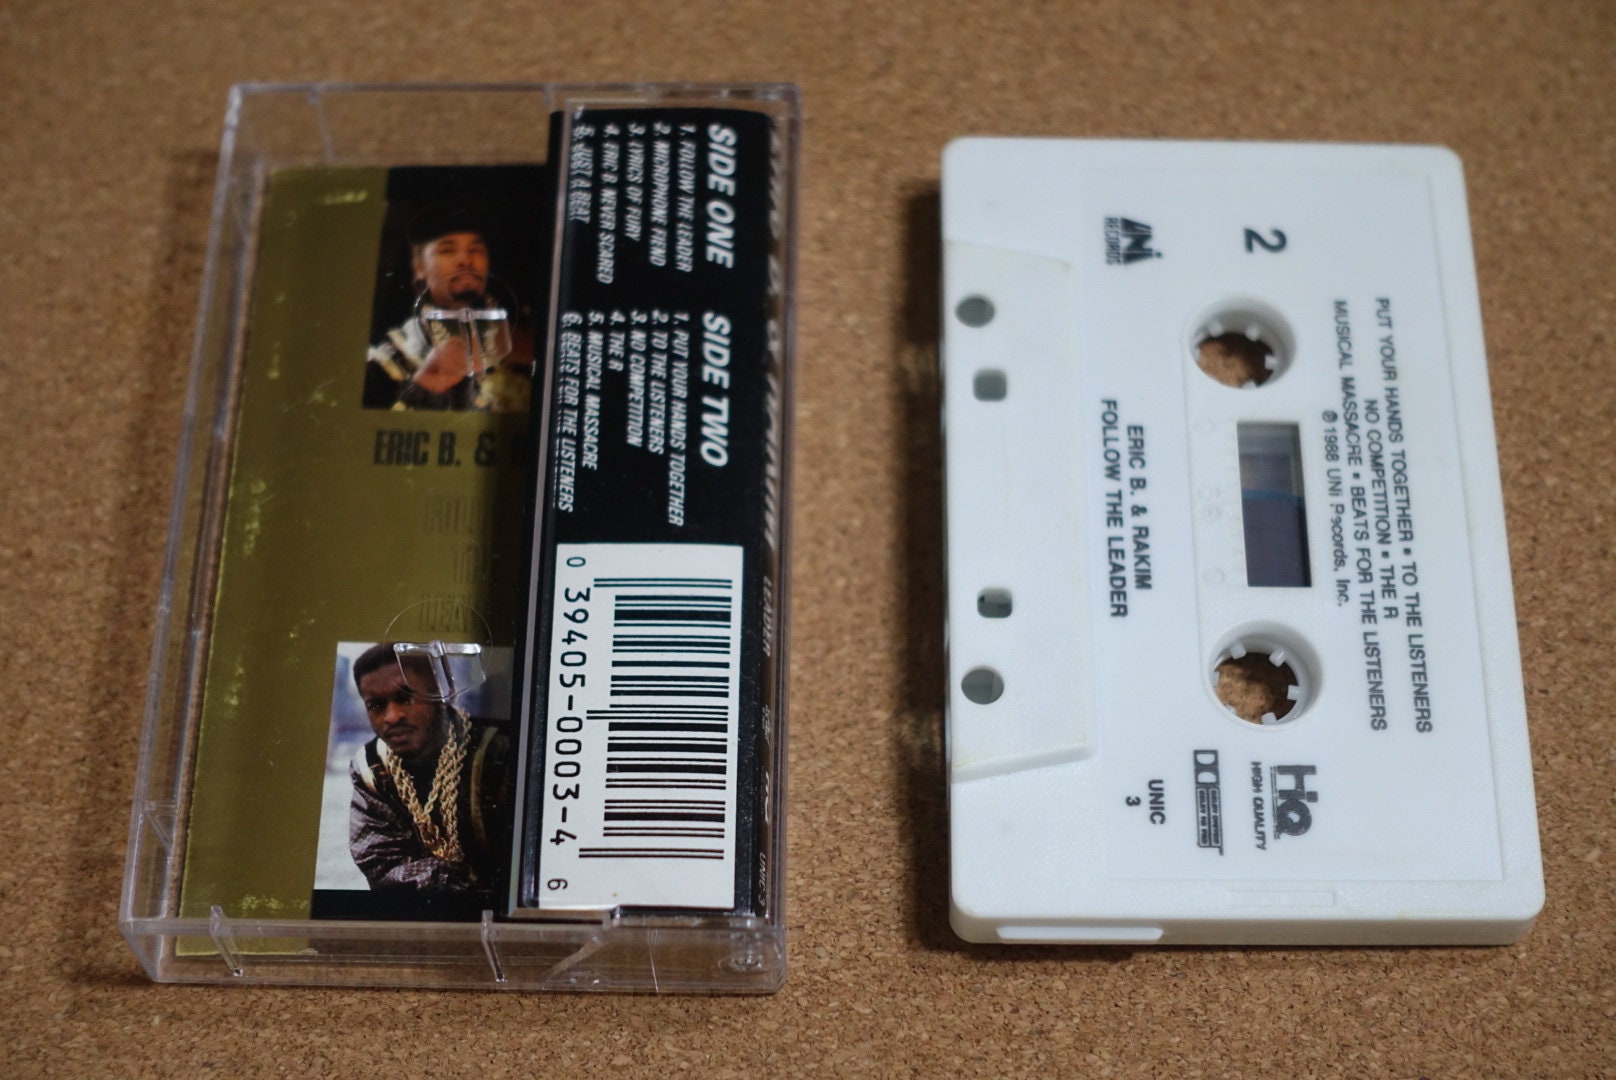 SIDE ONE
1. FOLLOW THE LEADER
2. MICROPHONE FIEND
3. LYRICS OF FURY
4. ERIC B. NEVER SCARED
5. JUST A BEAT
SIDE TWO
1. PUT YOUR HANDS TOGETHER
2. TO THE LISTENERS
3. NO COMPETITION
4. THE R
5. MUSICAL MASSACRE
6. BEATS FOR THE LISTENERS
0 39405-0003-4 6
ERIC B. &
LEADER
UNIC-3
2
PUT YOUR HANDS TOGETHER • TO THE LISTENERS
NO COMPETITION • THE R
MUSICAL MASSACRE • BEATS FOR THE LISTENERS
℗ 1988 UNI Records, Inc.
UNI
RECORDS
ERIC B. & RAKIM
FOLLOW THE LEADER
HiQ
HIGH QUALITY
UNIC
3